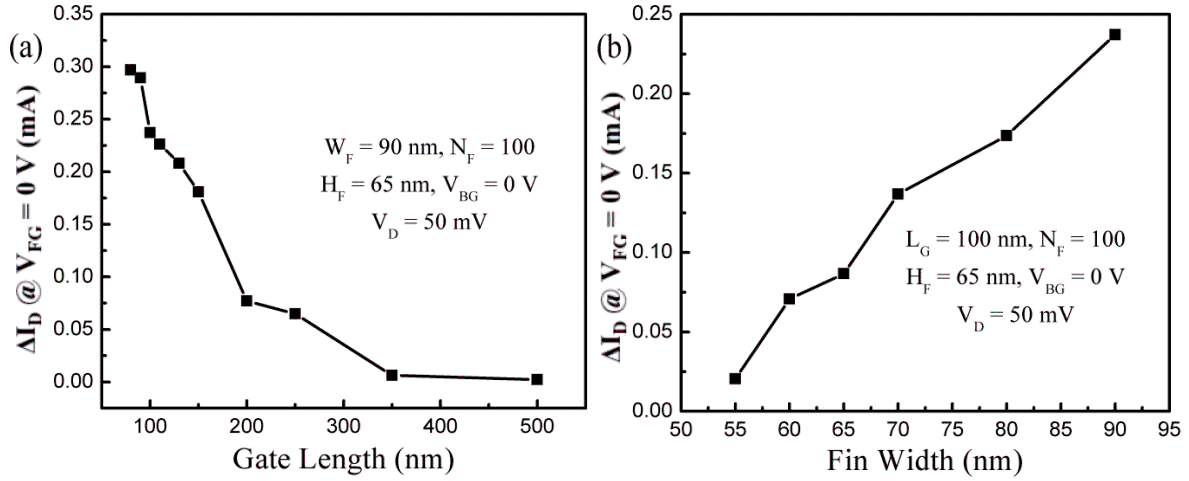 (a)
ΔI_D @ V_FG = 0 V (mA)
0.30
0.25
0.20
0.15
0.10
0.05
0.00
W_F = 90 nm, N_F = 100
H_F = 65 nm, V_BG = 0 V
V_D = 50 mV
100 200 300 400 500
Gate Length (nm)
(b)
ΔI_D @ V_FG = 0 V (mA)
0.25
0.20
0.15
0.10
0.05
0.00
L_G = 100 nm, N_F = 100
H_F = 65 nm, V_BG = 0 V
V_D = 50 mV
50 55 60 65 70 75 80 85 90 95
Fin Width (nm)